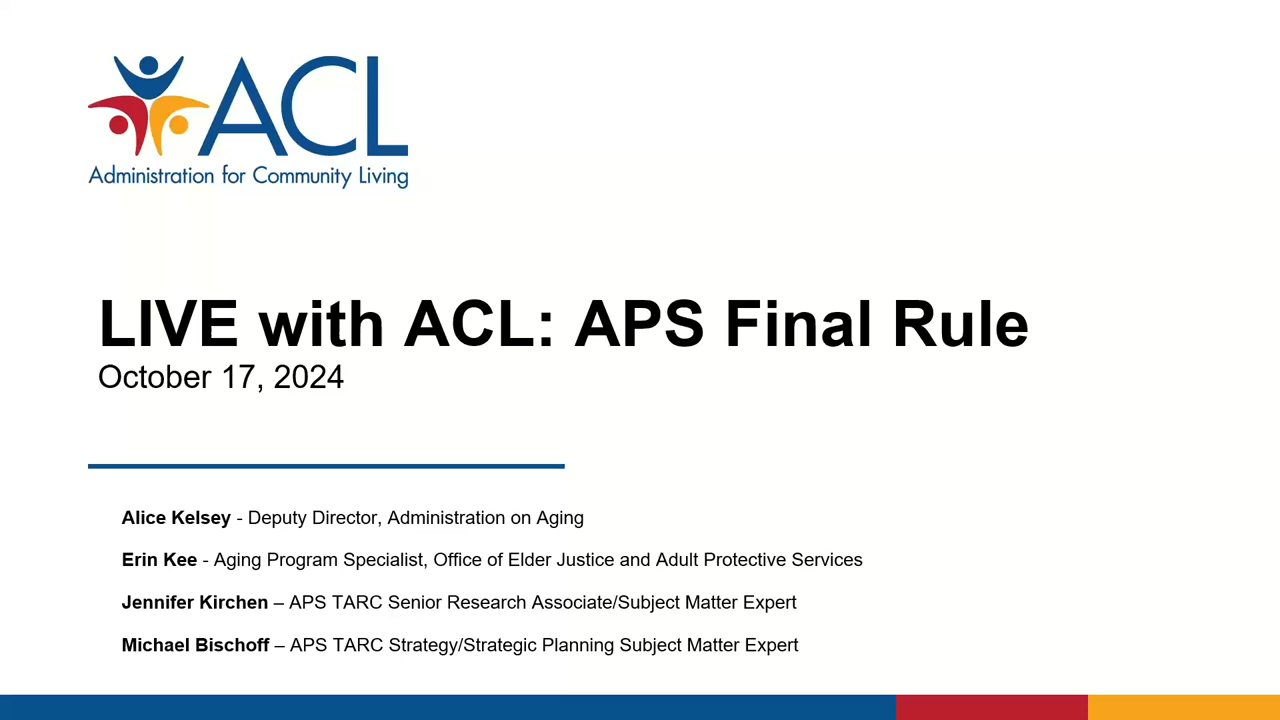 ACL
Administration for Community Living
LIVE with ACL: APS Final Rule
October 17, 2024
Alice Kelsey - Deputy Director, Administration on Aging
Erin Kee - Aging Program Specialist, Office of Elder Justice and Adult Protective Services
Jennifer Kirchen – APS TARC Senior Research Associate/Subject Matter Expert
Michael Bischoff – APS TARC Strategy/Strategic Planning Subject Matter Expert